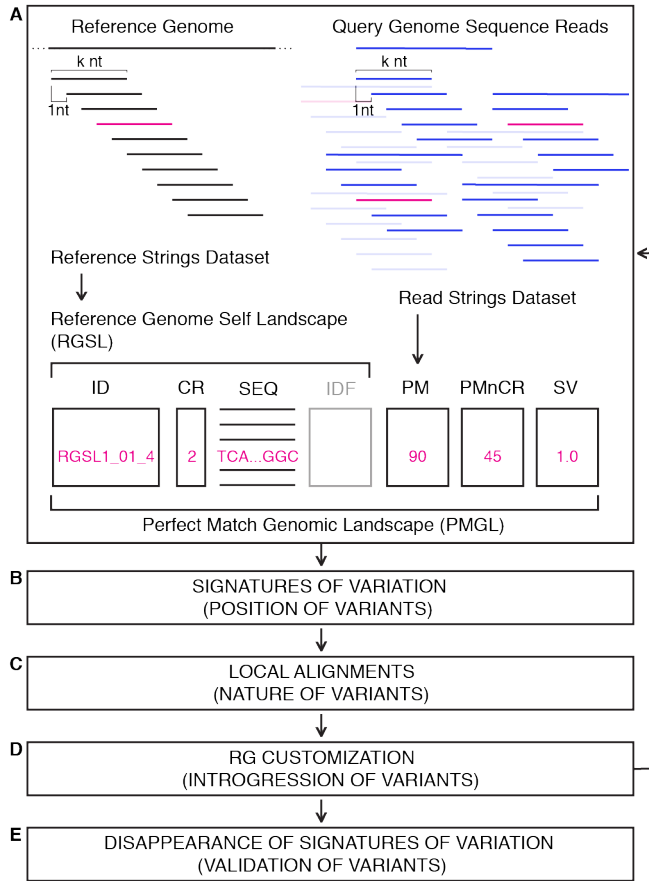 A
Reference Genome
Query Genome Sequence Reads
k nt
k nt
1nt
1nt
Reference Strings Dataset
Read Strings Dataset
Reference Genome Self Landscape
(RGSL)
ID CR SEQ IDF PM PMnCR SV
RGSL1_01_4 2 TCA...GGC 90 45 1.0
Perfect Match Genomic Landscape (PMGL)
B
SIGNATURES OF VARIATION
(POSITION OF VARIANTS)
C
LOCAL ALIGNMENTS
(NATURE OF VARIANTS)
D
RG CUSTOMIZATION
(INTROGRESSION OF VARIANTS)
E
DISAPPEARANCE OF SIGNATURES OF VARIATION
(VALIDATION OF VARIANTS)